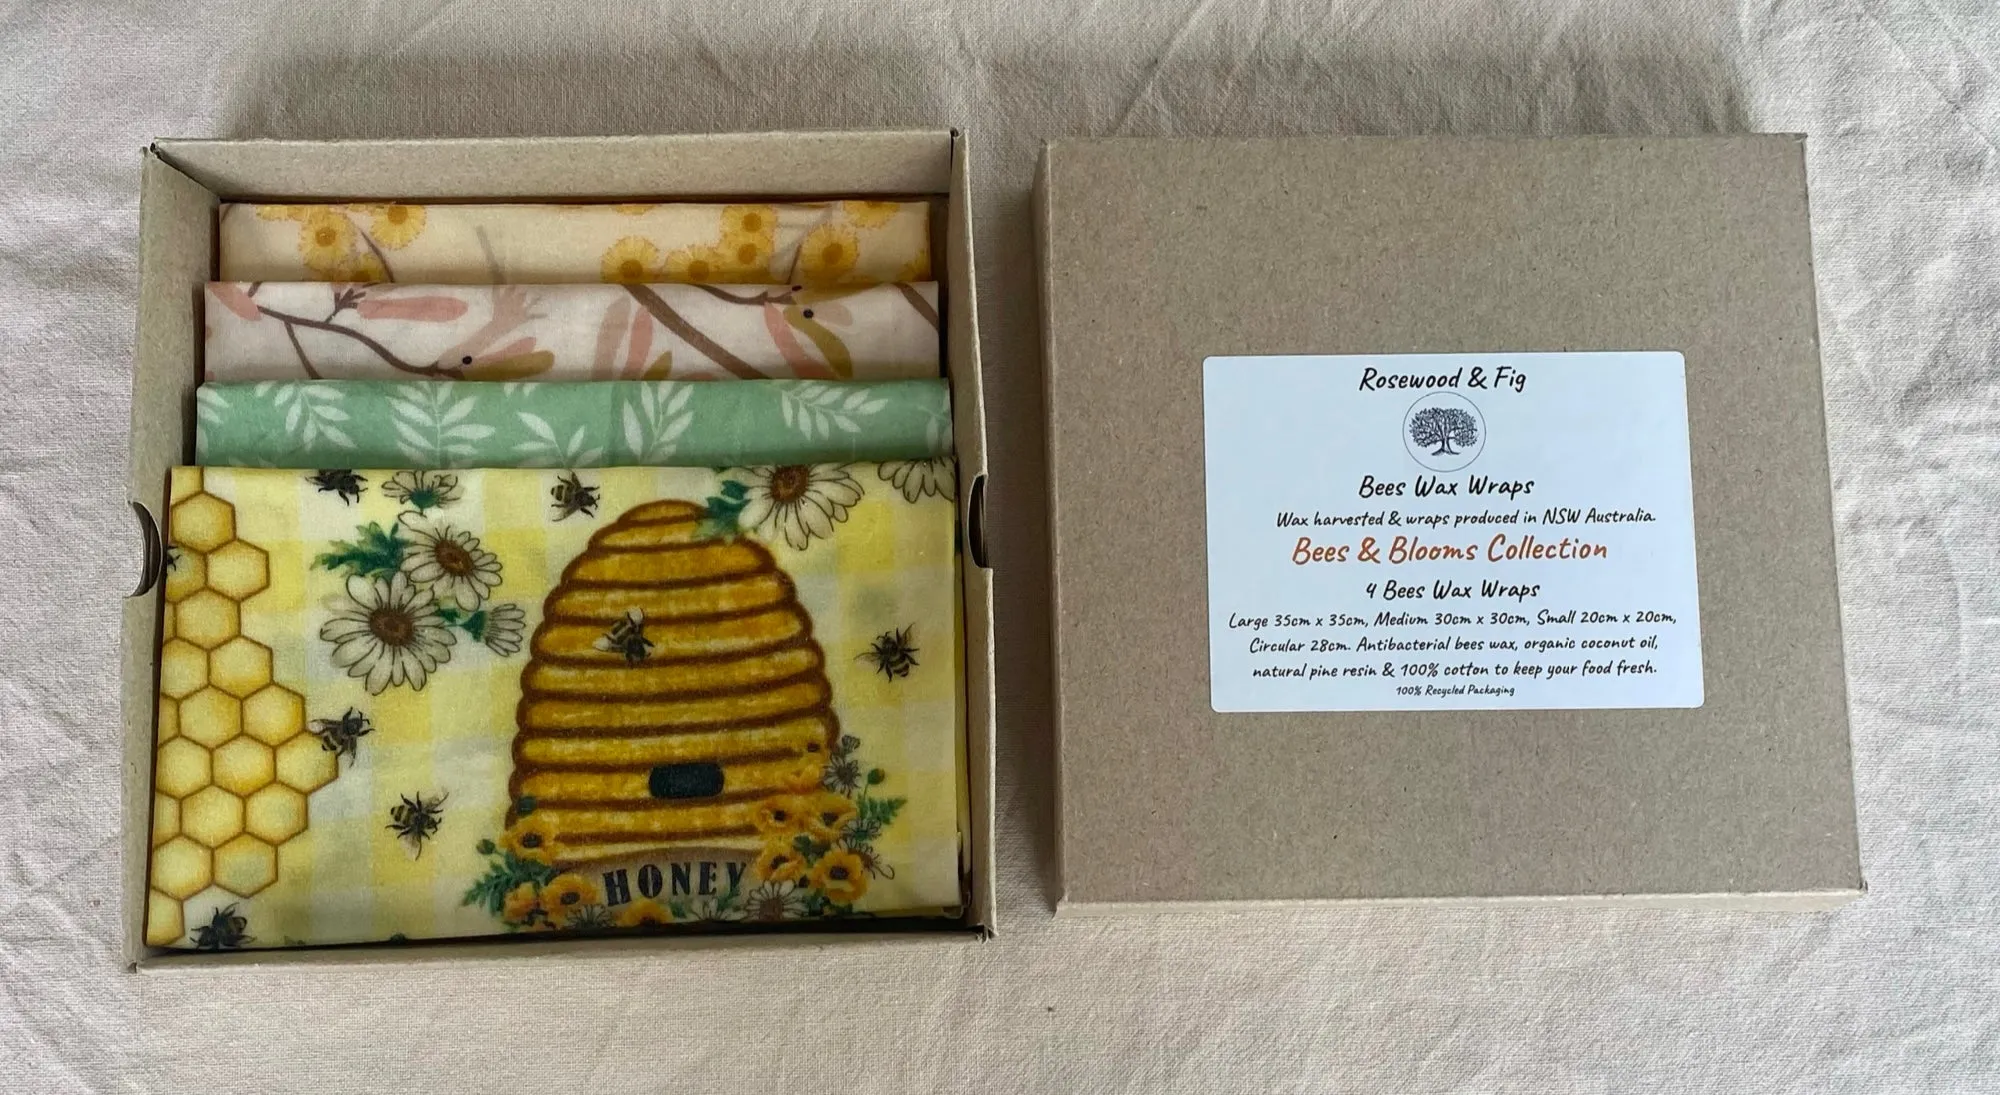 HONEY
Rosewood & Fig
Bees Wax Wraps
Wax harvested & wraps produced in NSW Australia.
Bees & Blooms Collection
4 Bees Wax Wraps
Large 35cm x 35cm, Medium 30cm x 30cm, Small 20cm x 20cm,
Circular 28cm. Antibacterial bees wax, organic coconut oil,
natural pine resin & 100% cotton to keep your food fresh.
100% Recycled Packaging